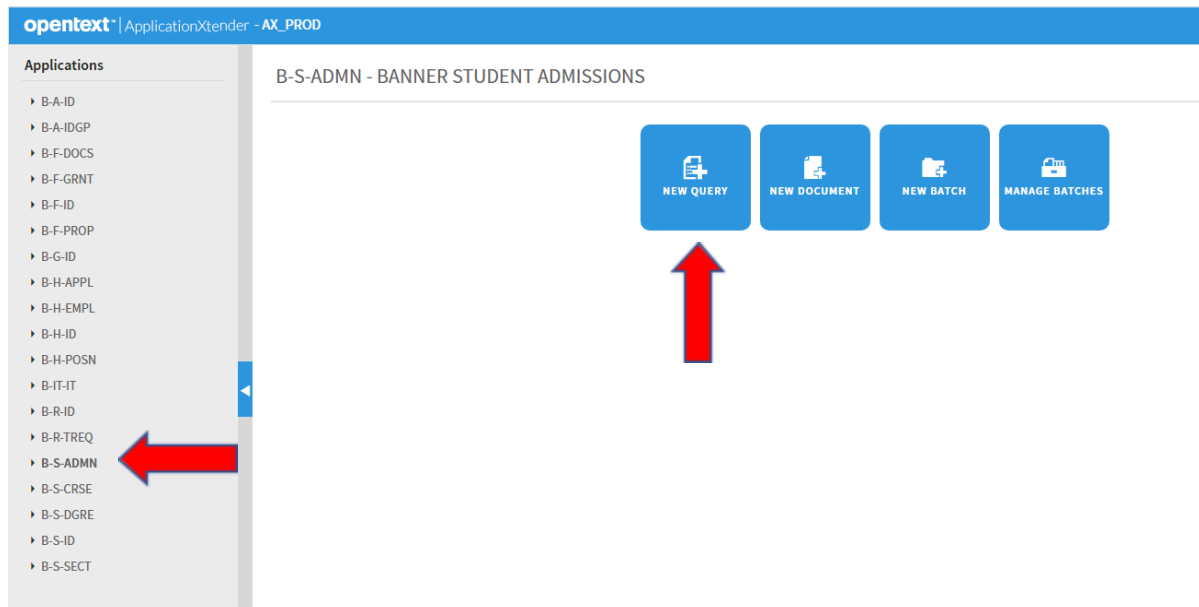 opentext™ | ApplicationXtender - AX_PROD
Applications
B-A-ID
B-A-IDGP
B-F-DOCS
B-F-GRNT
B-F-ID
B-F-PROP
B-G-ID
B-H-APPL
B-H-EMPL
B-H-ID
B-H-POSN
B-IT-IT
B-R-ID
B-R-TREQ
B-S-ADMN
B-S-CRSE
B-S-DGRE
B-S-ID
B-S-SECT
B-S-ADMN - BANNER STUDENT ADMISSIONS
NEW QUERY
NEW DOCUMENT
NEW BATCH
MANAGE BATCHES